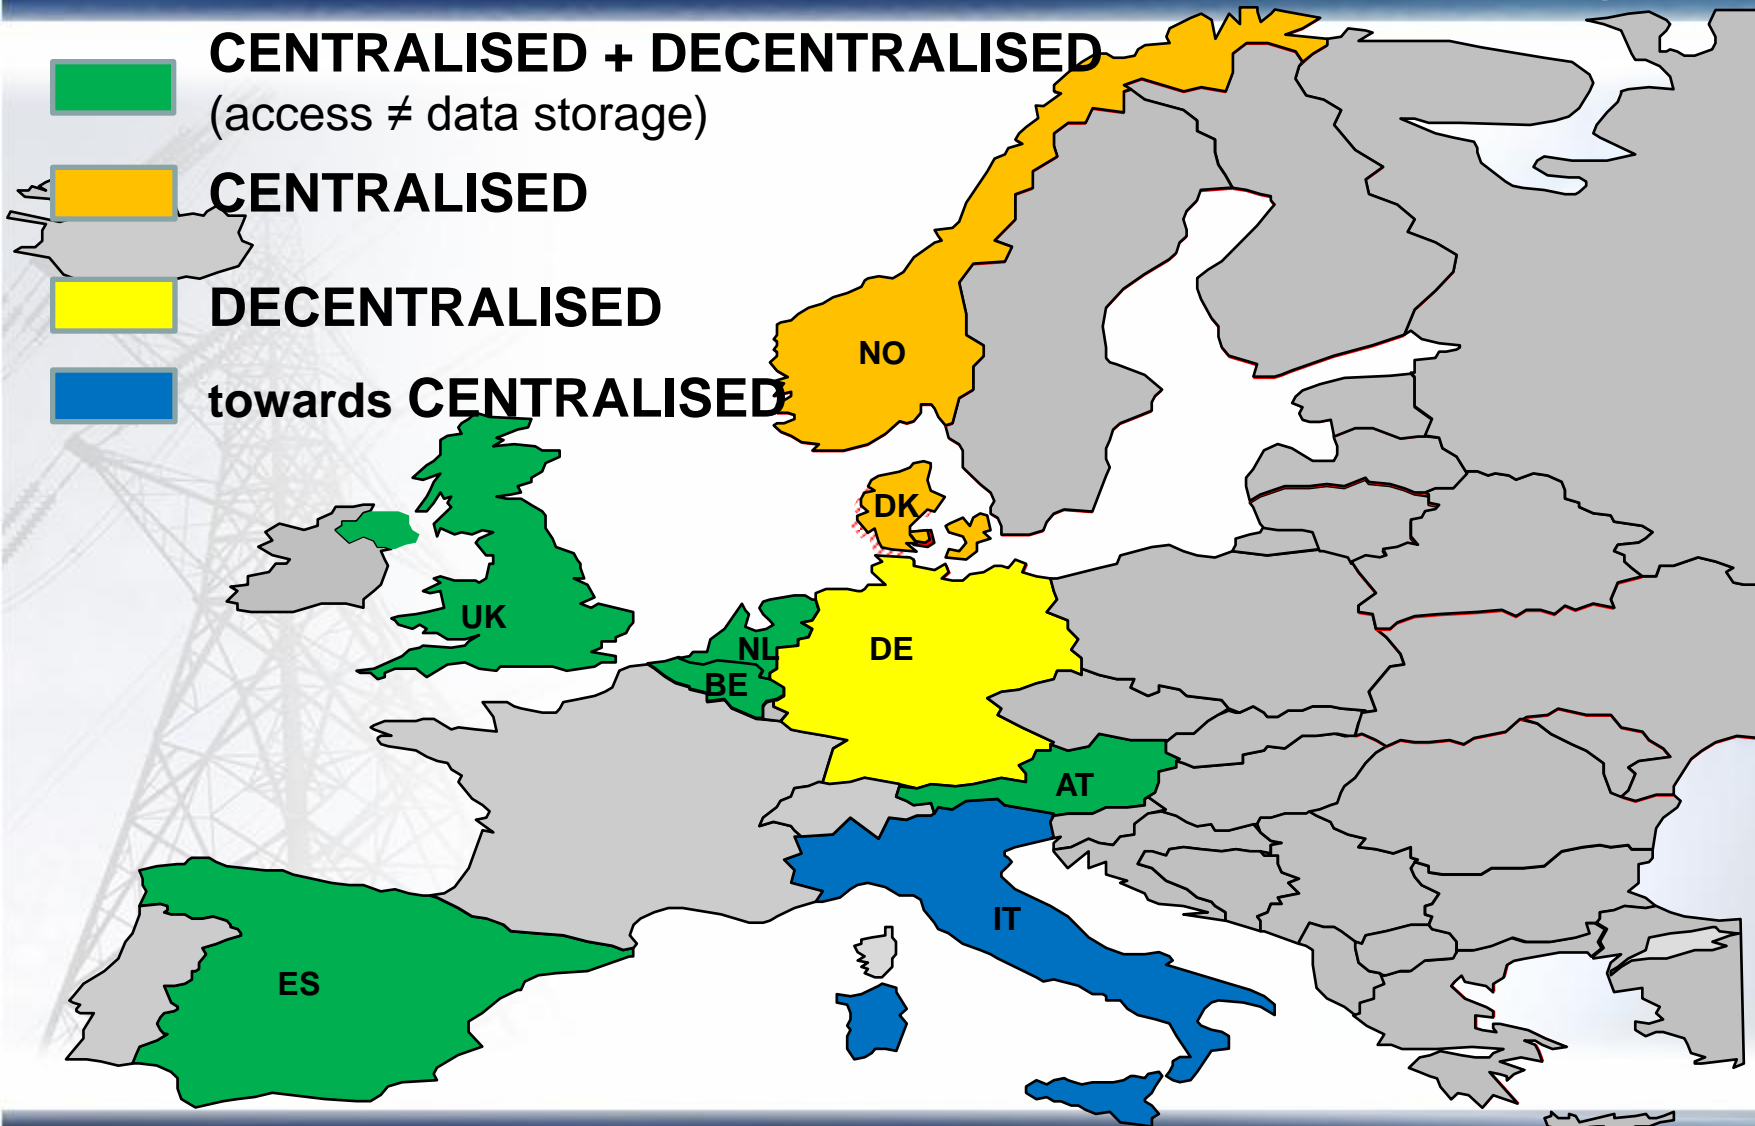 CENTRALISED + DECENTRALISED
(access ≠ data storage)
CENTRALISED
DECENTRALISED
towards CENTRALISED
NO
DK
UK
NL
DE
BE
AT
IT
ES